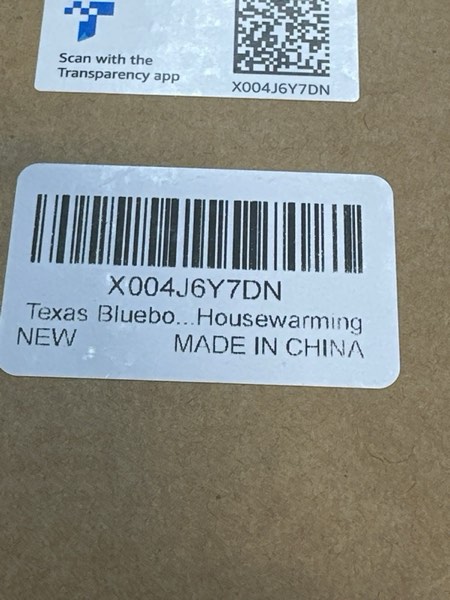 Scan with the
Transparency app
X004J6Y7DN
X004J6Y7DN
Texas Bluebo...Housewarming
NEW MADE IN CHINA